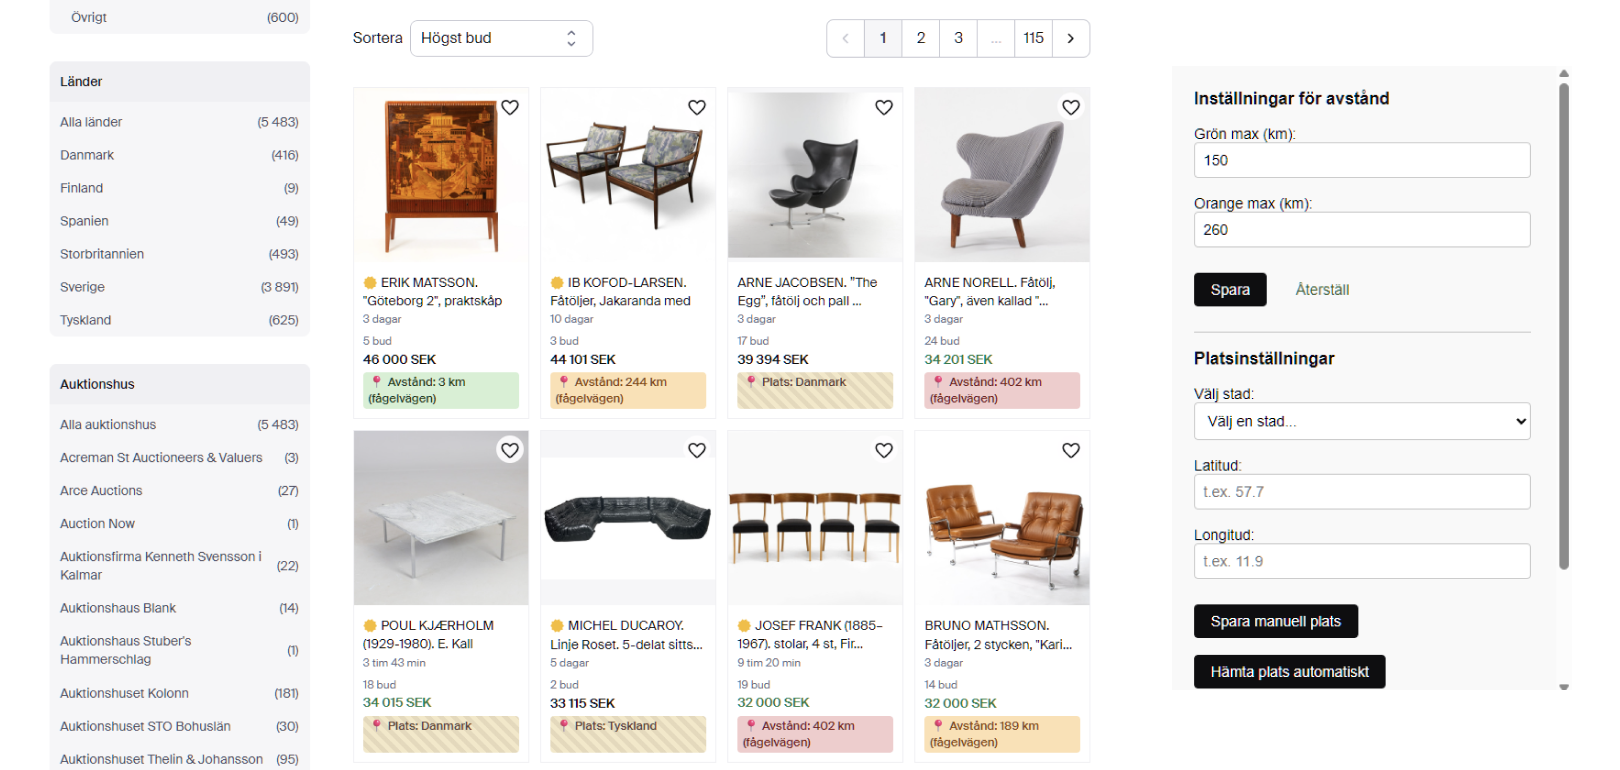 Övrigt (600)
Länder
Alla länder (5 483)
Danmark (416)
Finland (9)
Spanien (49)
Storbritannien (493)
Sverige (3 891)
Tyskland (625)
Auktionshus
Alla auktionshus (5 483)
Acreman St Auctioneers & Valuers (3)
Arce Auctions (27)
Auction Now (1)
Auktionsfirma Kenneth Svensson i
Kalmar (22)
Auktionshaus Blank (14)
Auktionshaus Stuber's
Hammerschlag (1)
Auktionshuset Kolonn (181)
Auktionshuset STO Bohuslän (30)
Auktionshuset Thelin & Johansson (95)
Sortera Högst bud
1 2 3 ... 115
ERIK MATSSON.
"Göteborg 2", praktskåp
3 dagar
5 bud
46 000 SEK
Avstånd: 3 km
(fågelvägen)
IB KOFOD-LARSEN.
Fåtöljer, Jakaranda med
10 dagar
3 bud
44 101 SEK
Avstånd: 244 km
(fågelvägen)
ARNE JACOBSEN. "The
Egg", fåtölj och pall ...
3 dagar
17 bud
39 394 SEK
Plats: Danmark
ARNE NORELL. Fåtölj,
"Gary", även kallad "...
3 dagar
24 bud
34 201 SEK
Avstånd: 402 km
(fågelvägen)
POUL KJÆRHOLM
(1929-1980). E. Kall
3 tim 43 min
18 bud
34 015 SEK
Plats: Danmark
MICHEL DUCAROY.
Linje Roset. 5-delat sitts...
5 dagar
2 bud
33 115 SEK
Plats: Tyskland
JOSEF FRANK (1885–
1967). stolar, 4 st, Fir...
9 tim 20 min
19 bud
32 000 SEK
Avstånd: 402 km
(fågelvägen)
BRUNO MATHSSON.
Fåtöljer, 2 stycken, "Kari...
3 dagar
14 bud
32 000 SEK
Avstånd: 189 km
(fågelvägen)
Inställningar för avstånd
Grön max (km):
150
Orange max (km):
260
Spara Återställ
Platsinställningar
Välj stad:
Välj en stad...
Latitud:
t.ex. 57.7
Longitud:
t.ex. 11.9
Spara manuell plats
Hämta plats automatiskt